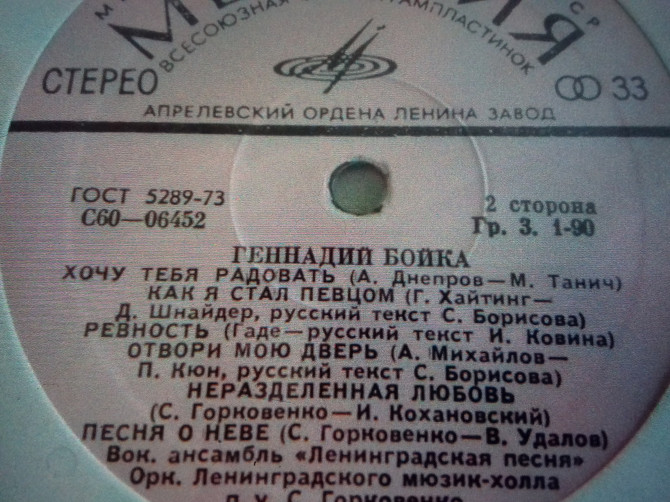 ВСЕСОЮЗНАЯ
СТЕРЕО
33
АПРЕЛЕВСКИЙ ОРДЕНА ЛЕНИНА ЗАВОД
ГОСТ 5289-73
С60—06452
2 сторона
Гр. 3. 1-90
ГЕННАДИЙ БОЙКА
ХОЧУ ТЕБЯ РАДОВАТЬ (А. Днепров—М. Танич)
КАК Я СТАЛ ПЕВЦОМ (Г. Хайтинг—
Д. Шнайдер, русский текст С. Борисова)
РЕВНОСТЬ (Гаде—русский текст И. Ковина)
ОТВОРИ МОЮ ДВЕРЬ (А. Михайлов—
П. Кюн, русский текст С. Борисова)
НЕРАЗДЕЛЕННАЯ ЛЮБОВЬ
(С. Горковенко—И. Кохановский)
ПЕСНЯ О НЕВЕ (С. Горковенко—В. Удалов)
Вок. ансамбль «Ленинградская песня»
Орк. Ленинградского мюзик-холла
п. у. С. Горковенко